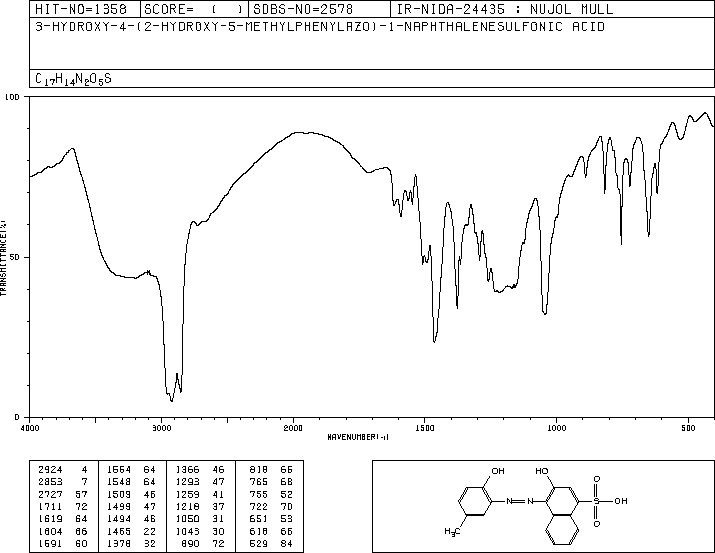 HIT-NO=1358 SCORE= ( ) SDBS-NO=2578 IR-NIDA-24435 : NUJOL MULL
3-HYDROXY-4-(2-HYDROXY-5-METHYLPHENYLAZO)-1-NAPHTHALENESULFONIC ACID
C17H14N2O5S
100
50
0
TRANSMITTANCE(%)
4000 3000 2000 1500 1000 500
WAVENUMBER(-1)
2924 4 1564 64 1366 46 818 66
2853 7 1548 64 1293 47 765 68
2727 57 1509 46 1259 41 755 52
1711 72 1499 47 1218 37 722 70
1619 64 1494 46 1050 31 651 53
1604 66 1465 22 1043 30 618 66
1591 60 1378 32 890 72 529 84
OH HO O
N N S OH
O
H3C